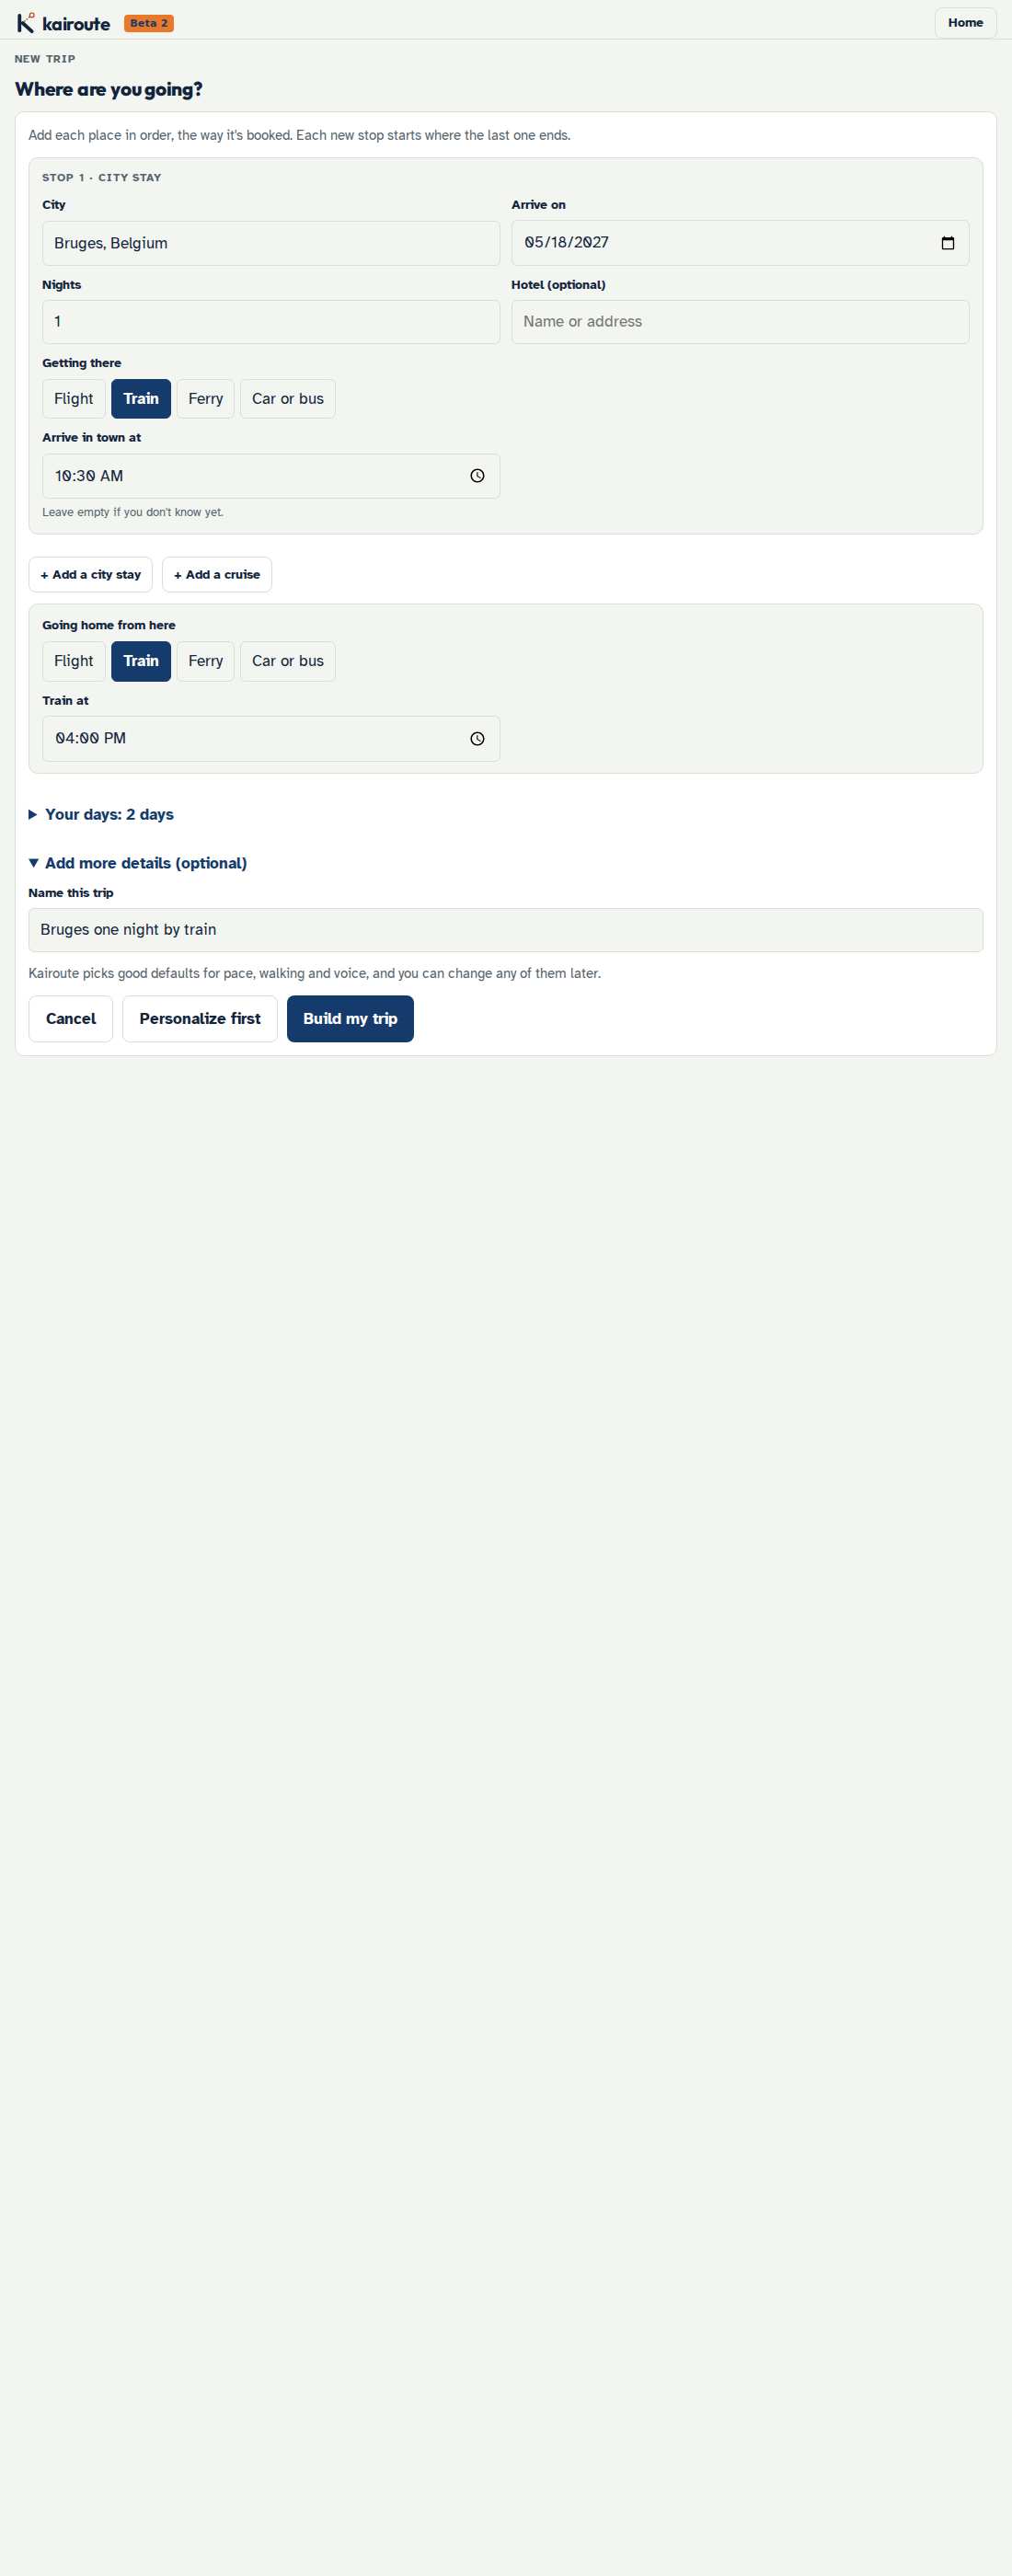 kairoute Beta 2 Home
NEW TRIP
Where are you going?
Add each place in order, the way it's booked. Each new stop starts where the last one ends.
STOP 1 · CITY STAY
City Arrive on
Bruges, Belgium 05/18/2027
Nights Hotel (optional)
1 Name or address
Getting there
Flight Train Ferry Car or bus
Arrive in town at
10:30 AM
Leave empty if you don't know yet.
+ Add a city stay + Add a cruise
Going home from here
Flight Train Ferry Car or bus
Train at
04:00 PM
Your days: 2 days
Add more details (optional)
Name this trip
Bruges one night by train
Kairoute picks good defaults for pace, walking and voice, and you can change any of them later.
Cancel Personalize first Build my trip